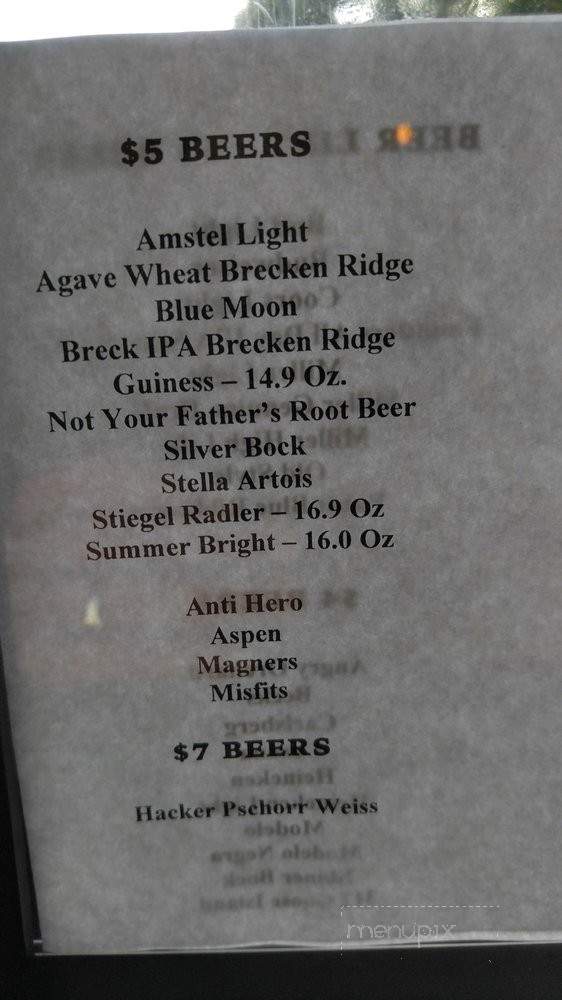 $5 BEERS
Amstel Light
Agave Wheat Brecken Ridge
Blue Moon
Breck IPA Brecken Ridge
Guiness – 14.9 Oz.
Not Your Father's Root Beer
Silver Bock
Stella Artois
Stiegel Radler – 16.9 Oz
Summer Bright – 16.0 Oz
Anti Hero
Aspen
Magners
Misfits
$7 BEERS
Hacker Pschorr Weiss
menupix